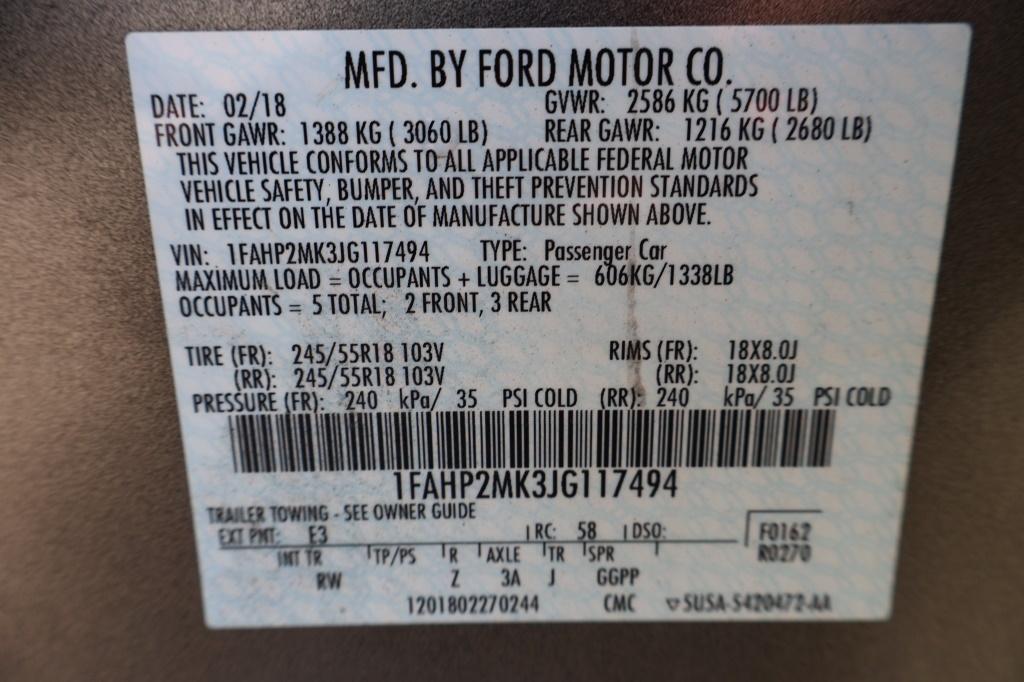 MFD. BY FORD MOTOR CO.
DATE: 02/18 GVWR: 2586 KG ( 5700 LB)
FRONT GAWR: 1388 KG ( 3060 LB) REAR GAWR: 1216 KG ( 2680 LB)
THIS VEHICLE CONFORMS TO ALL APPLICABLE FEDERAL MOTOR
VEHICLE SAFETY, BUMPER, AND THEFT PREVENTION STANDARDS
IN EFFECT ON THE DATE OF MANUFACTURE SHOWN ABOVE.
VIN: 1FAHP2MK3JG117494 TYPE: Passenger Car
MAXIMUM LOAD = OCCUPANTS + LUGGAGE = 606KG/1338LB
OCCUPANTS = 5 TOTAL; 2 FRONT, 3 REAR
TIRE (FR): 245/55R18 103V RIMS (FR): 18X8.0J
(RR): 245/55R18 103V (RR): 18X8.0J
PRESSURE (FR): 240 kPa/ 35 PSI COLD (RR): 240 kPa/ 35 PSI COLD
1FAHP2MK3JG117494
TRAILER TOWING - SEE OWNER GUIDE
EXT PNT: E3 RC: 58 DSO: F0162
INT TR TP/PS R AXLE TR SPR R0270
RW Z 3A J GGPP
1201802270244 CMC SUSA-5420472-AA